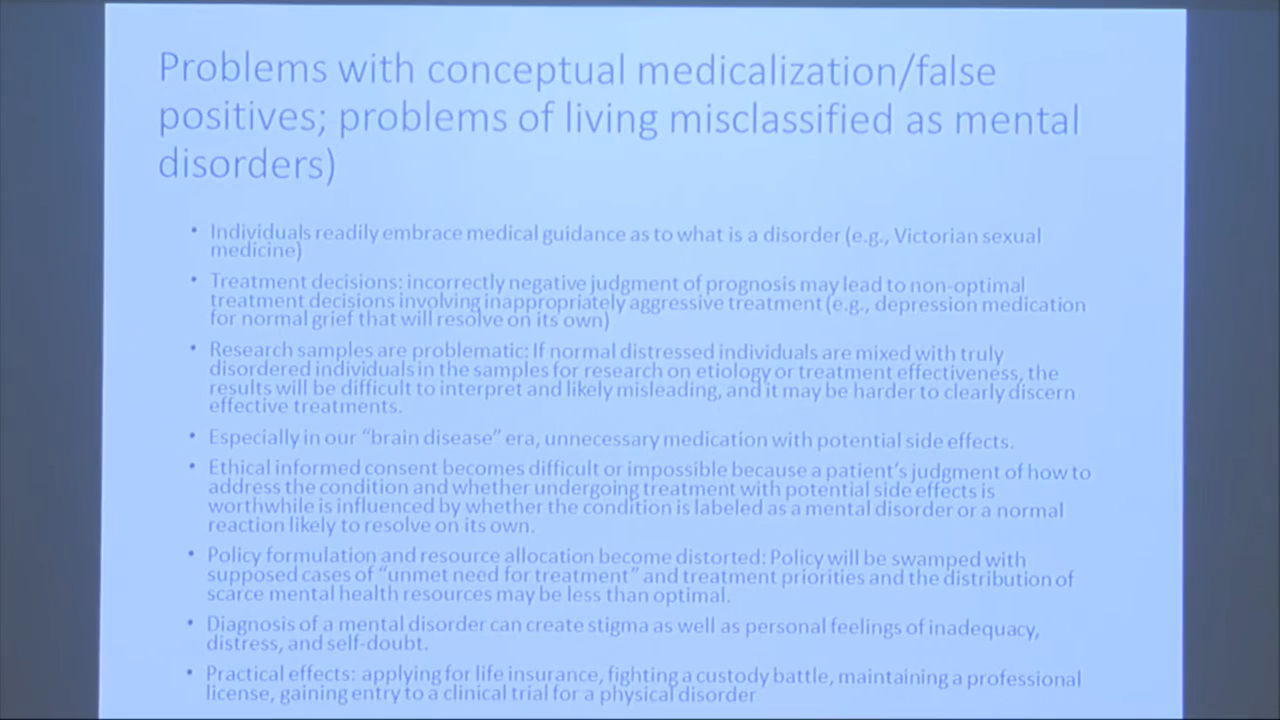 Problems with conceptual medicalization/false
positives; problems of living misclassified as mental
disorders)
• Individuals readily embrace medical guidance as to what is a disorder (e.g., Victorian sexual
medicine)
• Treatment decisions: incorrectly negative judgment of prognosis may lead to non-optimal
treatment decisions involving inappropriately aggressive treatment (e.g., depression medication
for normal grief that will resolve on its own)
• Research samples are problematic: If normal distressed individuals are mixed with truly
disordered individuals in the samples for research on etiology or treatment effectiveness, the
results will be difficult to interpret and likely misleading, and it may be harder to clearly discern
effective treatments.
• Especially in our “brain disease” era, unnecessary medication with potential side effects.
• Ethical informed consent becomes difficult or impossible because a patient’s judgment of how to
address the condition and whether undergoing treatment with potential side effects is
worthwhile is influenced by whether the condition is labeled as a mental disorder or a normal
reaction likely to resolve on its own.
• Policy formulation and resource allocation become distorted: Policy will be swamped with
supposed cases of “unmet need for treatment” and treatment priorities and the distribution of
scarce mental health resources may be less than optimal.
• Diagnosis of a mental disorder can create stigma as well as personal feelings of inadequacy,
distress, and self-doubt.
• Practical effects: applying for life insurance, fighting a custody battle, maintaining a professional
license, gaining entry to a clinical trial for a physical disorder